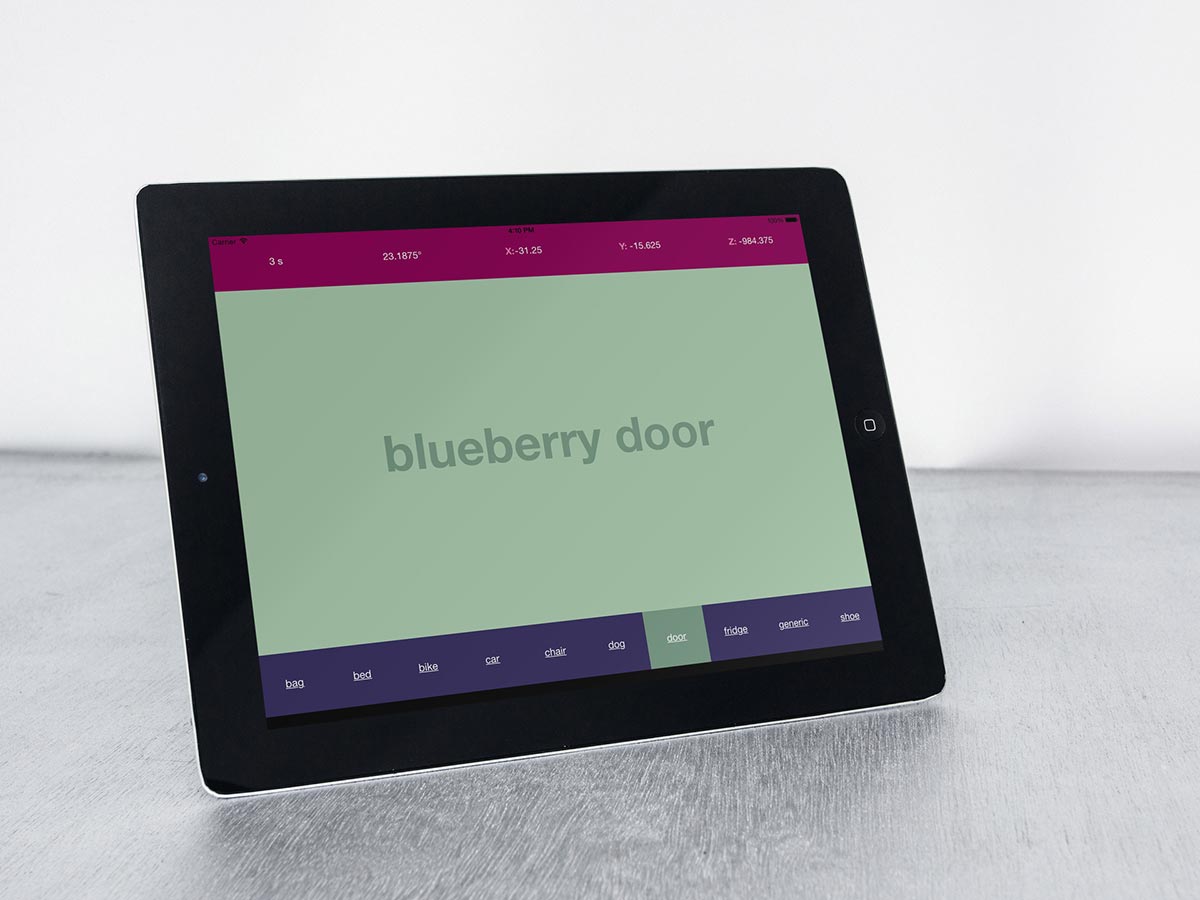 Carrier 4:10 PM 100%
3 s 23.1875° X:-31.25 Y: -15.625 Z: -984.375
blueberry door
bag bed bike car chair dog door fridge generic shoe